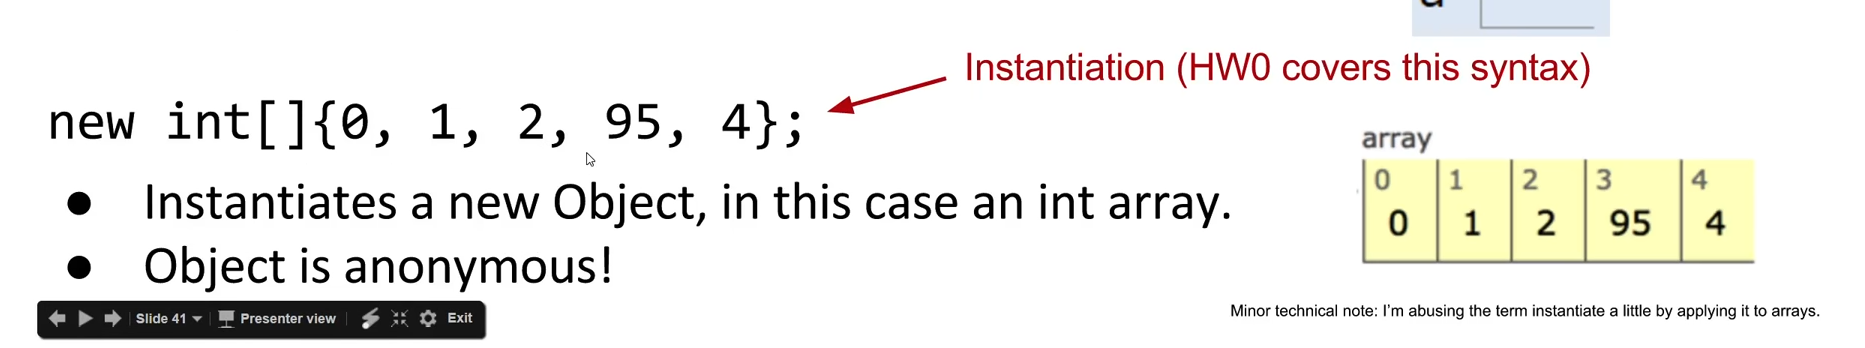 a
Instantiation (HW0 covers this syntax)
new int[]{0, 1, 2, 95, 4};
array
0 1 2 3 4
0 1 2 95 4
● Instantiates a new Object, in this case an int array.
● Object is anonymous!
Slide 41 Presenter view Exit
Minor technical note: I'm abusing the term instantiate a little by applying it to arrays.